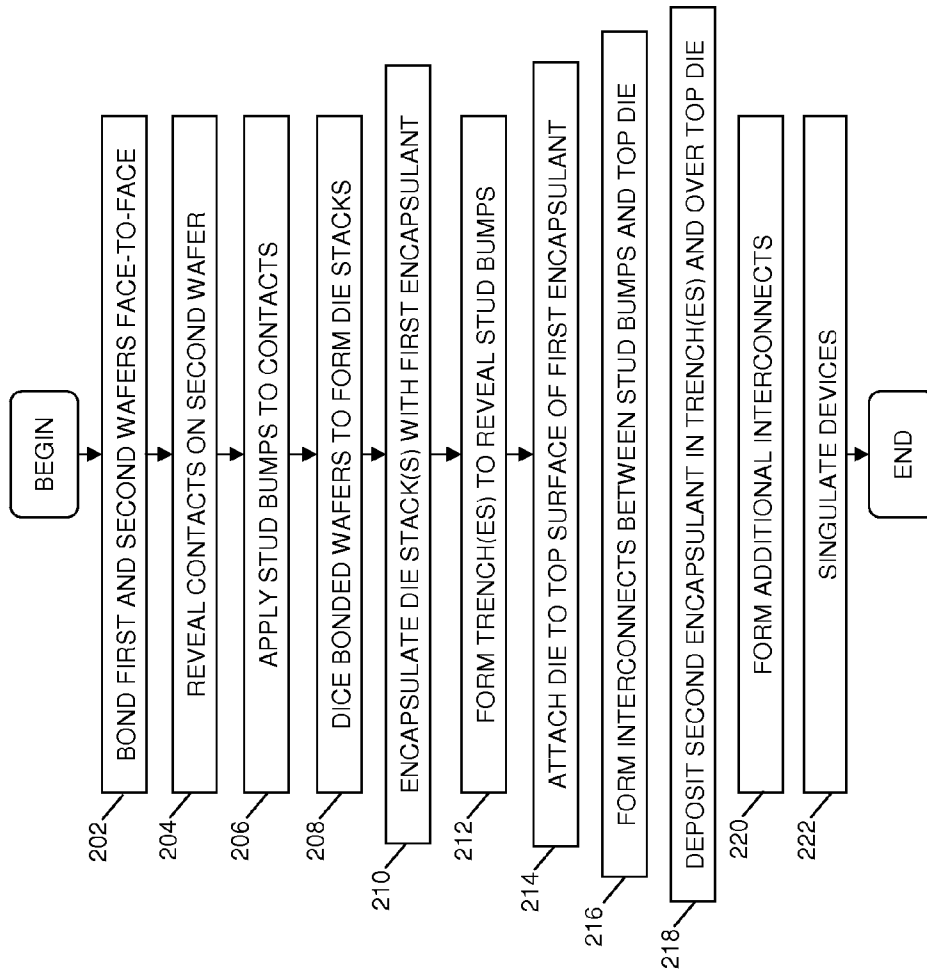 BEGIN
202
BOND FIRST AND SECOND WAFERS FACE-TO-FACE
204
REVEAL CONTACTS ON SECOND WAFER
206
APPLY STUD BUMPS TO CONTACTS
208
DICE BONDED WAFERS TO FORM DIE STACKS
210
ENCAPSULATE DIE STACK(S) WITH FIRST ENCAPSULANT
212
FORM TRENCH(ES) TO REVEAL STUD BUMPS
214
ATTACH DIE TO TOP SURFACE OF FIRST ENCAPSULANT
216
FORM INTERCONNECTS BETWEEN STUD BUMPS AND TOP DIE
218
DEPOSIT SECOND ENCAPSULANT IN TRENCH(ES) AND OVER TOP DIE
220
FORM ADDITIONAL INTERCONNECTS
222
SINGULATE DEVICES
END